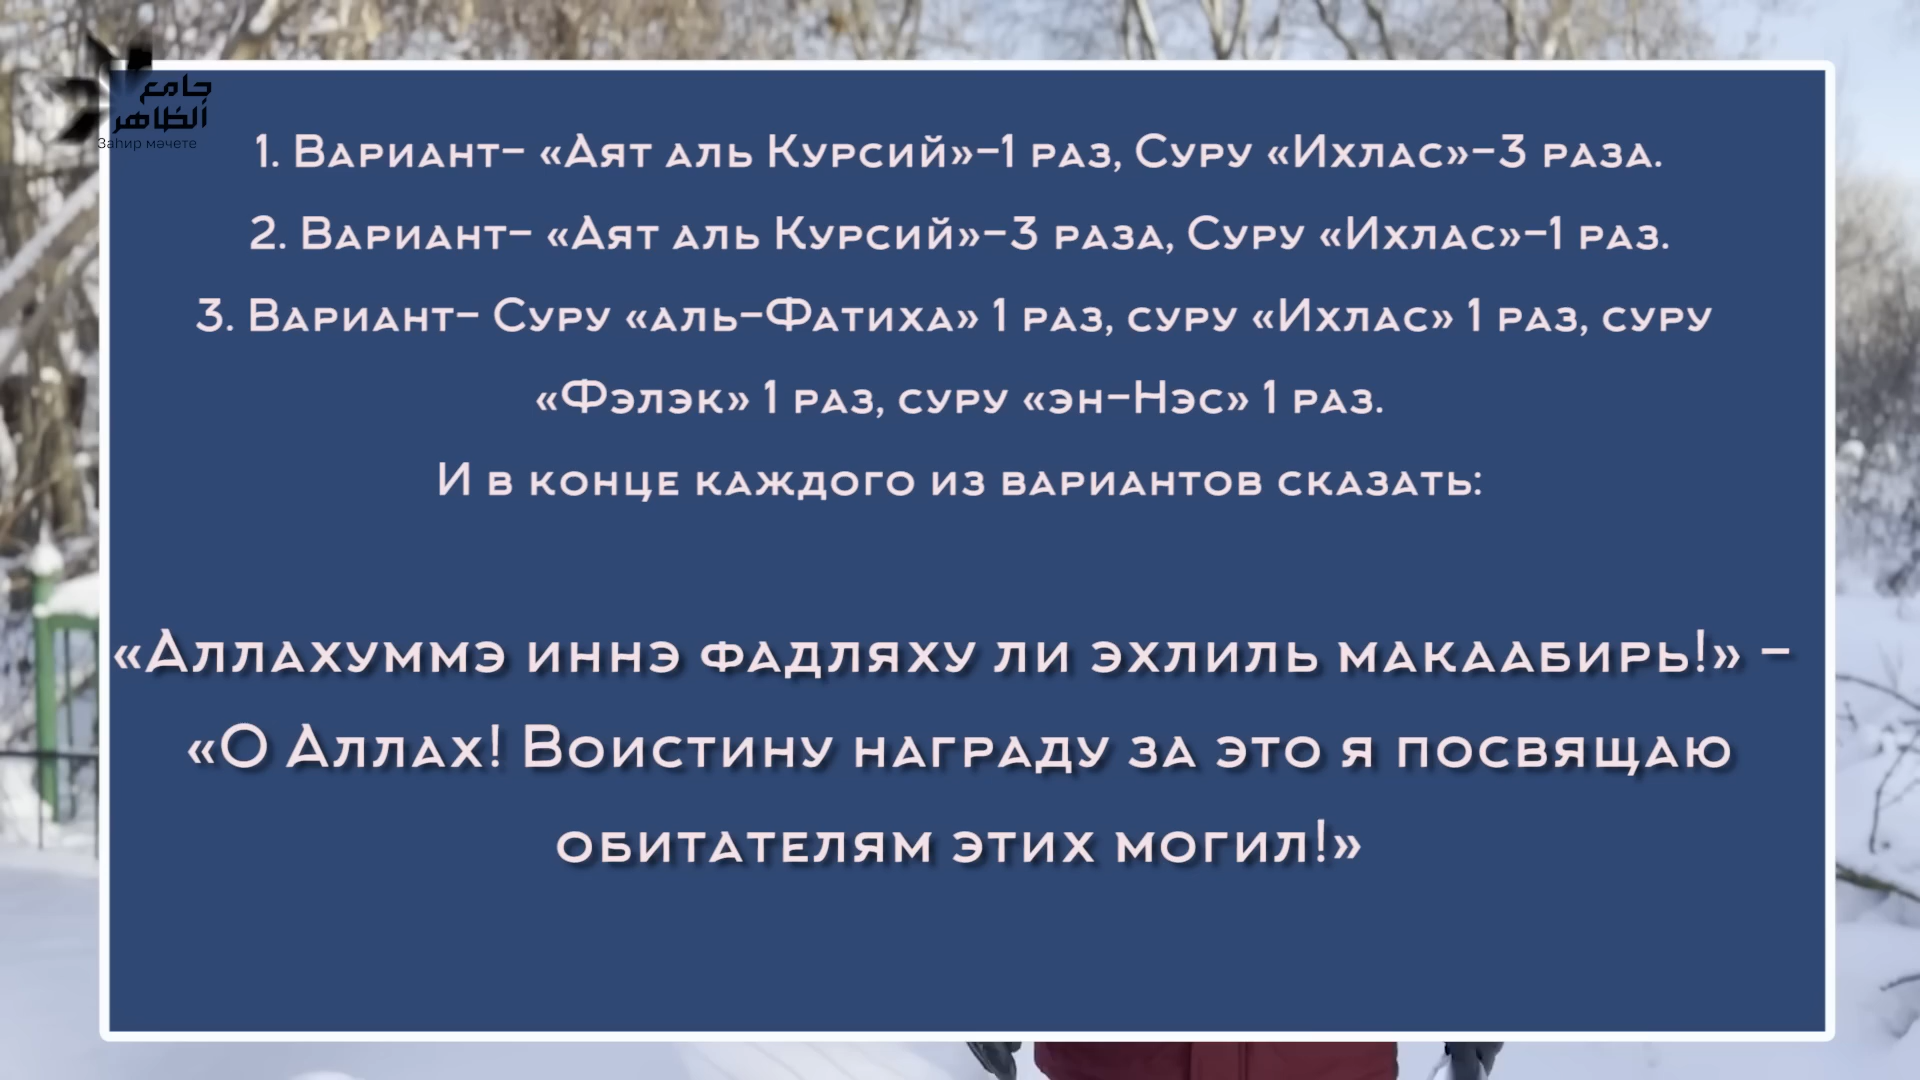 جامع
الظاهر
Заһир мәчете
1. Вариант– «Аят аль Курсий»–1 раз, Суру «Ихлас»–3 раза.
2. Вариант– «Аят аль Курсий»–3 раза, Суру «Ихлас»–1 раз.
3. Вариант– Суру «аль–Фатиха» 1 раз, суру «Ихлас» 1 раз, суру
«Фэлэк» 1 раз, суру «эн–Нэс» 1 раз.
И в конце каждого из вариантов сказать:
«Аллахуммэ иннэ фадляху ли эхлиль макаабирь!» –
«О Аллах! Воистину награду за это я посвящаю
обитателям этих могил!»